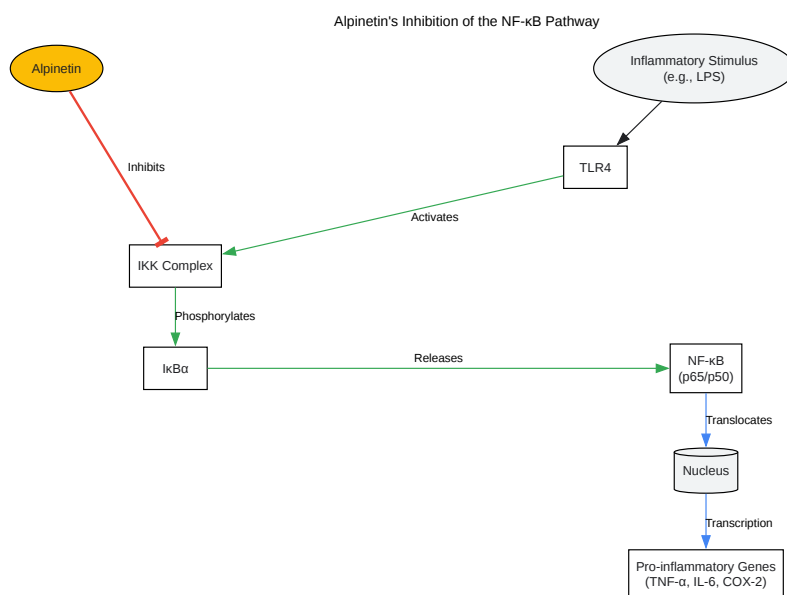 Alpinetin's Inhibition of the NF-κB Pathway
Alpinetin
Inflammatory Stimulus
(e.g., LPS)
Inhibits
TLR4
Activates
IKK Complex
Phosphorylates
IκBα
Releases
NF-κB
(p65/p50)
Translocates
Nucleus
Transcription
Pro-inflammatory Genes
(TNF-α, IL-6, COX-2)